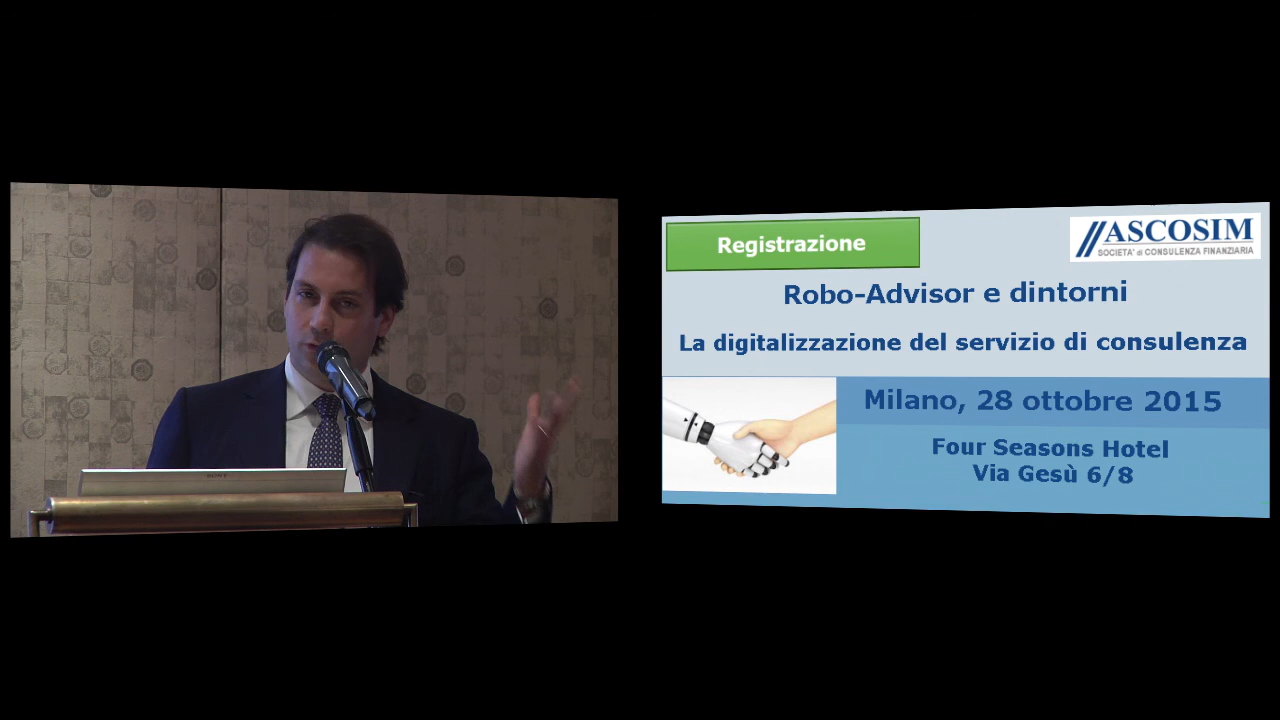 SONY
Registrazione
ASCOSIM
SOCIETA' di CONSULENZA FINANZIARIA
Robo-Advisor e dintorni
La digitalizzazione del servizio di consulenza
Milano, 28 ottobre 2015
Four Seasons Hotel
Via Gesù 6/8